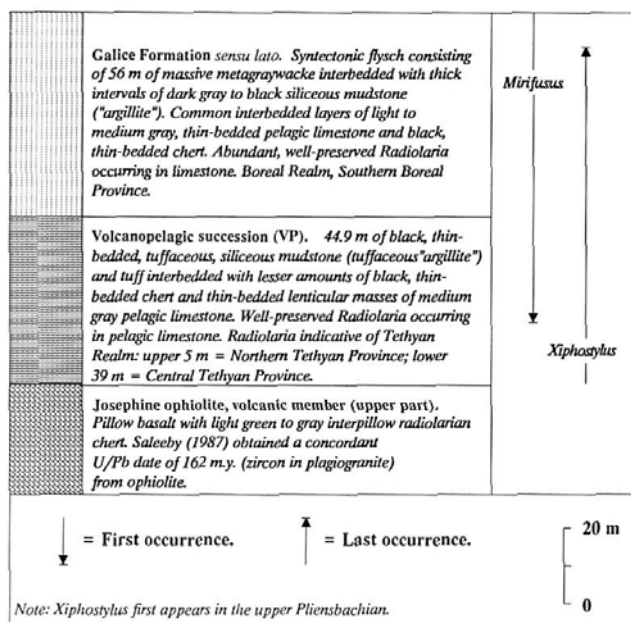 Galice Formation sensu lato. Syntectonic flysch consisting
of 56 m of massive metagraywacke interbedded with thick
intervals of dark gray to black siliceous mudstone
("argillite"). Common interbedded layers of light to
medium gray, thin-bedded pelagic limestone and black,
thin-bedded chert. Abundant, well-preserved Radiolaria
occurring in limestone. Boreal Realm, Southern Boreal
Province.
Mirifusus
Volcanopelagic succession (VP). 44.9 m of black, thin-
bedded, tuffaceous, siliceous mudstone (tuffaceous"argillite")
and tuff interbedded with lesser amounts of black, thin-
bedded chert and thin-bedded lenticular masses of medium
gray pelagic limestone. Well-preserved Radiolaria occurring
in pelagic limestone. Radiolaria indicative of Tethyan
Realm: upper 5 m = Northern Tethyan Province; lower
39 m = Central Tethyan Province.
Xiphostylus
Josephine ophiolite, volcanic member (upper part).
Pillow basalt with light green to gray interpillow radiolarian
chert. Saleeby (1987) obtained a concordant
U/Pb date of 162 m.y. (zircon in plagiogranite)
from ophiolite.
= First occurrence.
= Last occurrence.
20 m
0
Note: Xiphostylus first appears in the upper Pliensbachian.